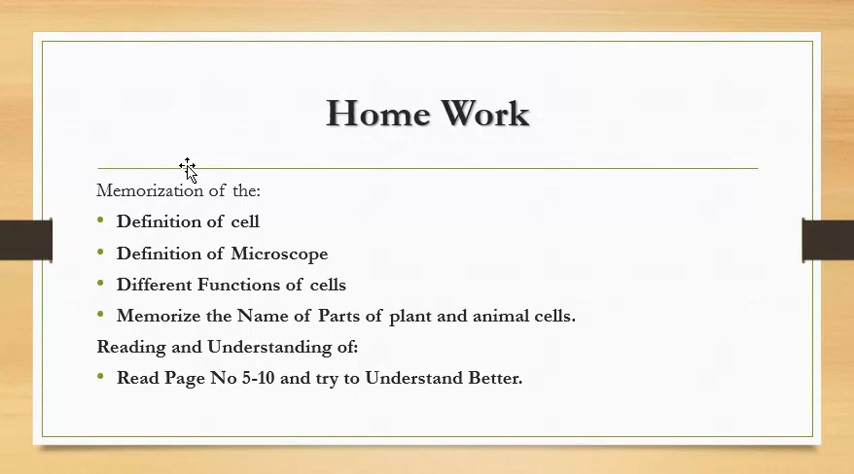 Home Work
Memorization of the:
• Definition of cell
• Definition of Microscope
• Different Functions of cells
• Memorize the Name of Parts of plant and animal cells.
Reading and Understanding of:
• Read Page No 5-10 and try to Understand Better.